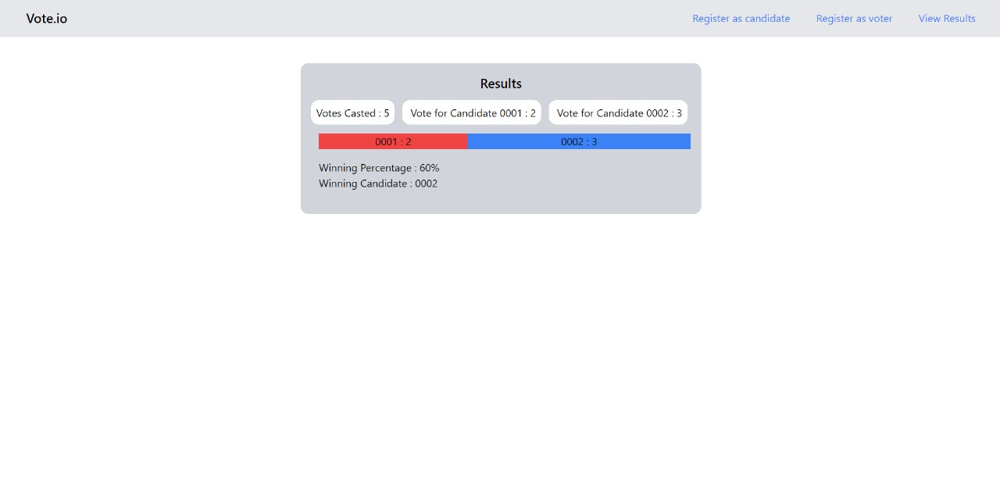 Vote.io Register as candidate Register as voter View Results
Results
Votes Casted : 5 Vote for Candidate 0001 : 2 Vote for Candidate 0002 : 3
0001 : 2 0002 : 3
Winning Percentage : 60%
Winning Candidate : 0002